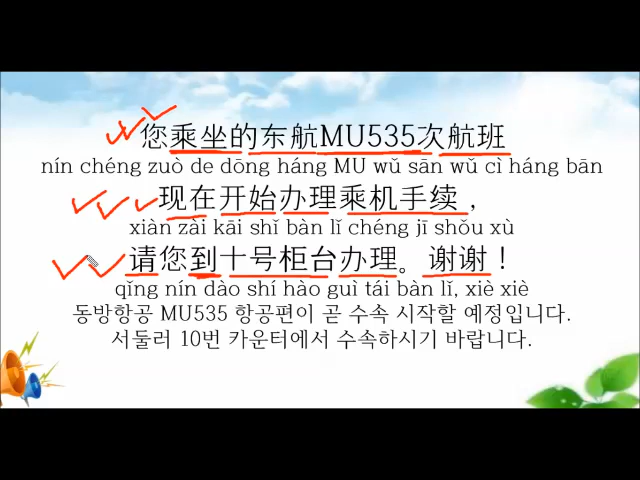 您乘坐的东航MU535次航班
nín chéng zuò de dōng háng MU wǔ sān wǔ cì háng bān
现在开始办理乘机手续，
xiàn zài kāi shǐ bàn lǐ chéng jī shǒu xù
请您到十号柜台办理。谢谢！
qǐng nín dào shí hào guì tái bàn lǐ, xiè xiè
동방항공 MU535 항공편이 곧 수속 시작할 예정입니다.
서둘러 10번 카운터에서 수속하시기 바랍니다.